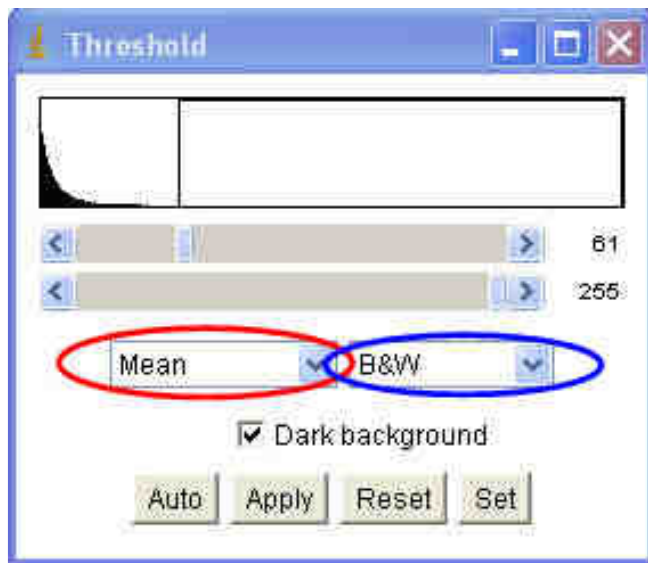 Threshold
61
255
Mean B&W
Dark background
Auto Apply Reset Set